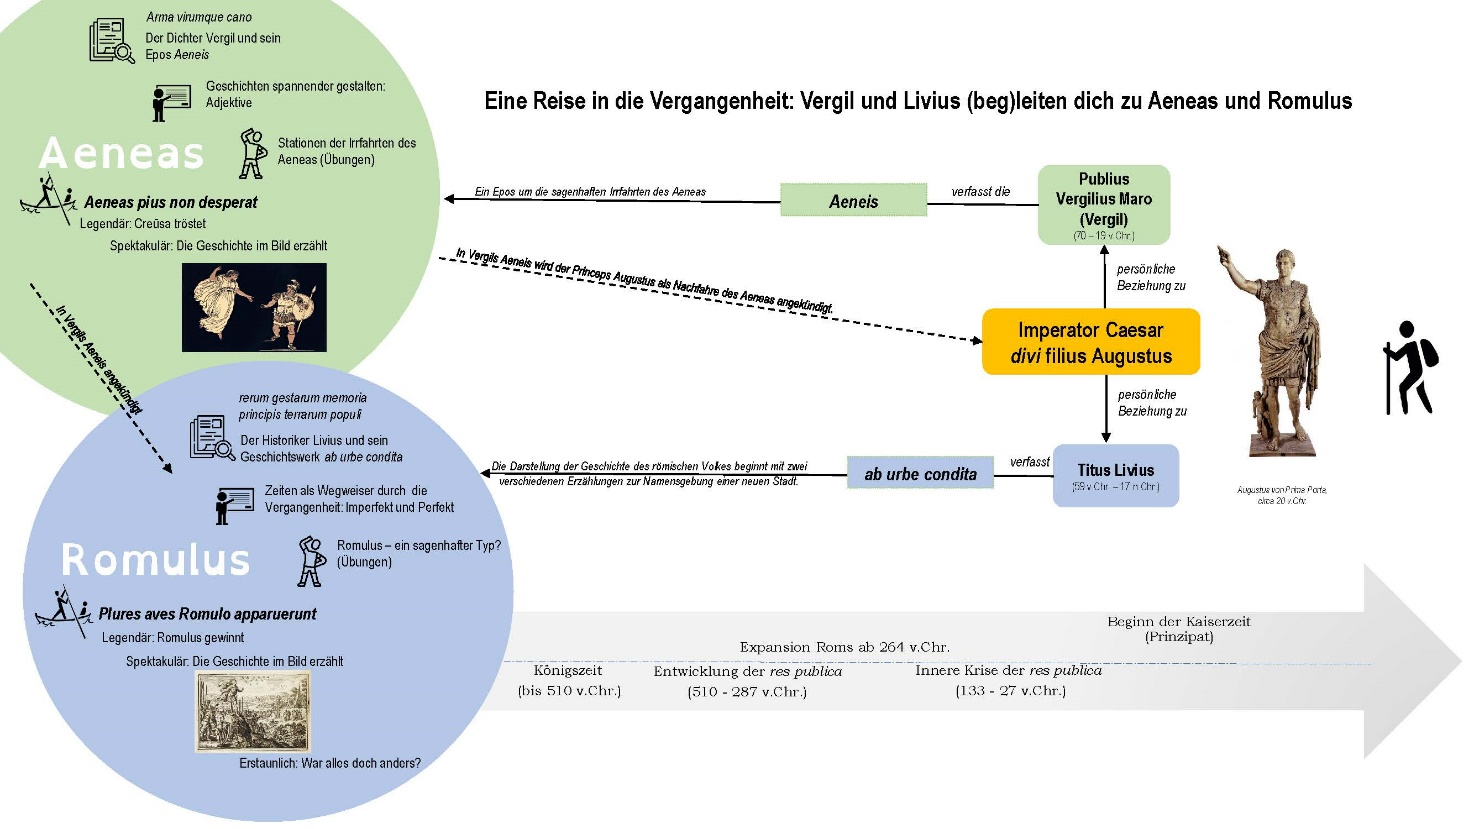 Arma virumque cano
Der Dichter Vergil und sein
Epos Aeneis
Geschichten spannender gestalten:
Adjektive
Stationen der Irrfahrten des
Aeneas (Übungen)
Aeneas
Aeneas pius non desperat
Legendär: Creūsa tröstet
Spektakulär: Die Geschichte im Bild erzählt
In Vergils Aeneis angekündigt
Eine Reise in die Vergangenheit: Vergil und Livius (beg)leiten dich zu Aeneas und Romulus
Ein Epos um die sagenhaften Irrfahrten des Aeneas
Aeneis
verfasst die
Publius
Vergilius Maro
(Vergil)
(70 – 19 v.Chr.)
In Vergils Aeneis wird der Princeps Augustus als Nachfahre des Aeneas angekündigt.
persönliche
Beziehung zu
Imperator Caesar
divi filius Augustus
persönliche
Beziehung zu
Die Darstellung der Geschichte des römischen Volkes beginnt mit zwei
verschiedenen Erzählungen zur Namensgebung einer neuen Stadt.
ab urbe condita
verfasst
Titus Livius
(59 v.Chr. – 17 n.Chr.)
Augustus von Prima Porta,
circa 20 v.Chr.
rerum gestarum memoria
principis terrarum populi
Der Historiker Livius und sein
Geschichtswerk ab urbe condita
Zeiten als Wegweiser durch die
Vergangenheit: Imperfekt und Perfekt
Romulus – ein sagenhafter Typ?
(Übungen)
Romulus
Plures aves Romulo apparuerunt
Legendär: Romulus gewinnt
Spektakulär: Die Geschichte im Bild erzählt
Erstaunlich: War alles doch anders?
Beginn der Kaiserzeit
(Prinzipat)
Expansion Roms ab 264 v.Chr.
Königszeit
(bis 510 v.Chr.)
Entwicklung der res publica
(510 - 287 v.Chr.)
Innere Krise der res publica
(133 - 27 v.Chr.)